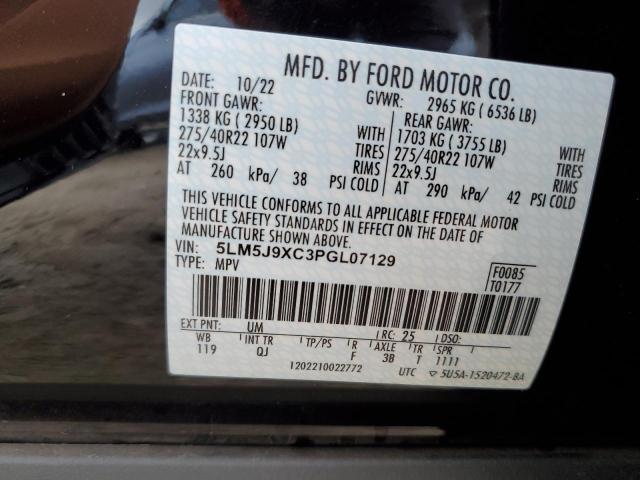 MFD. BY FORD MOTOR CO.
DATE: 10/22 GVWR: 2965 KG ( 6536 LB)
FRONT GAWR: REAR GAWR:
1338 KG ( 2950 LB) WITH 1703 KG ( 3755 LB) WITH
275/40R22 107W TIRES 275/40R22 107W TIRES
22x9.5J RIMS 22x9.5J RIMS
AT 260 kPa/ 38 PSI COLD AT 290 kPa/ 42 PSI COLD
THIS VEHICLE CONFORMS TO ALL APPLICABLE FEDERAL MOTOR
VEHICLE SAFETY STANDARDS IN EFFECT ON THE DATE OF
MANUFACTURE SHOWN ABOVE.
VIN: 5LM5J9XC3PGL07129
TYPE: MPV
F0085
T0177
EXT PNT: UM RC: 25 DSO:
WB INT TR TP/PS R AXLE TR SPR
119 QJ F 3B T 1111
1202210022772 UTC ▽ 5U5A-1520472-BA